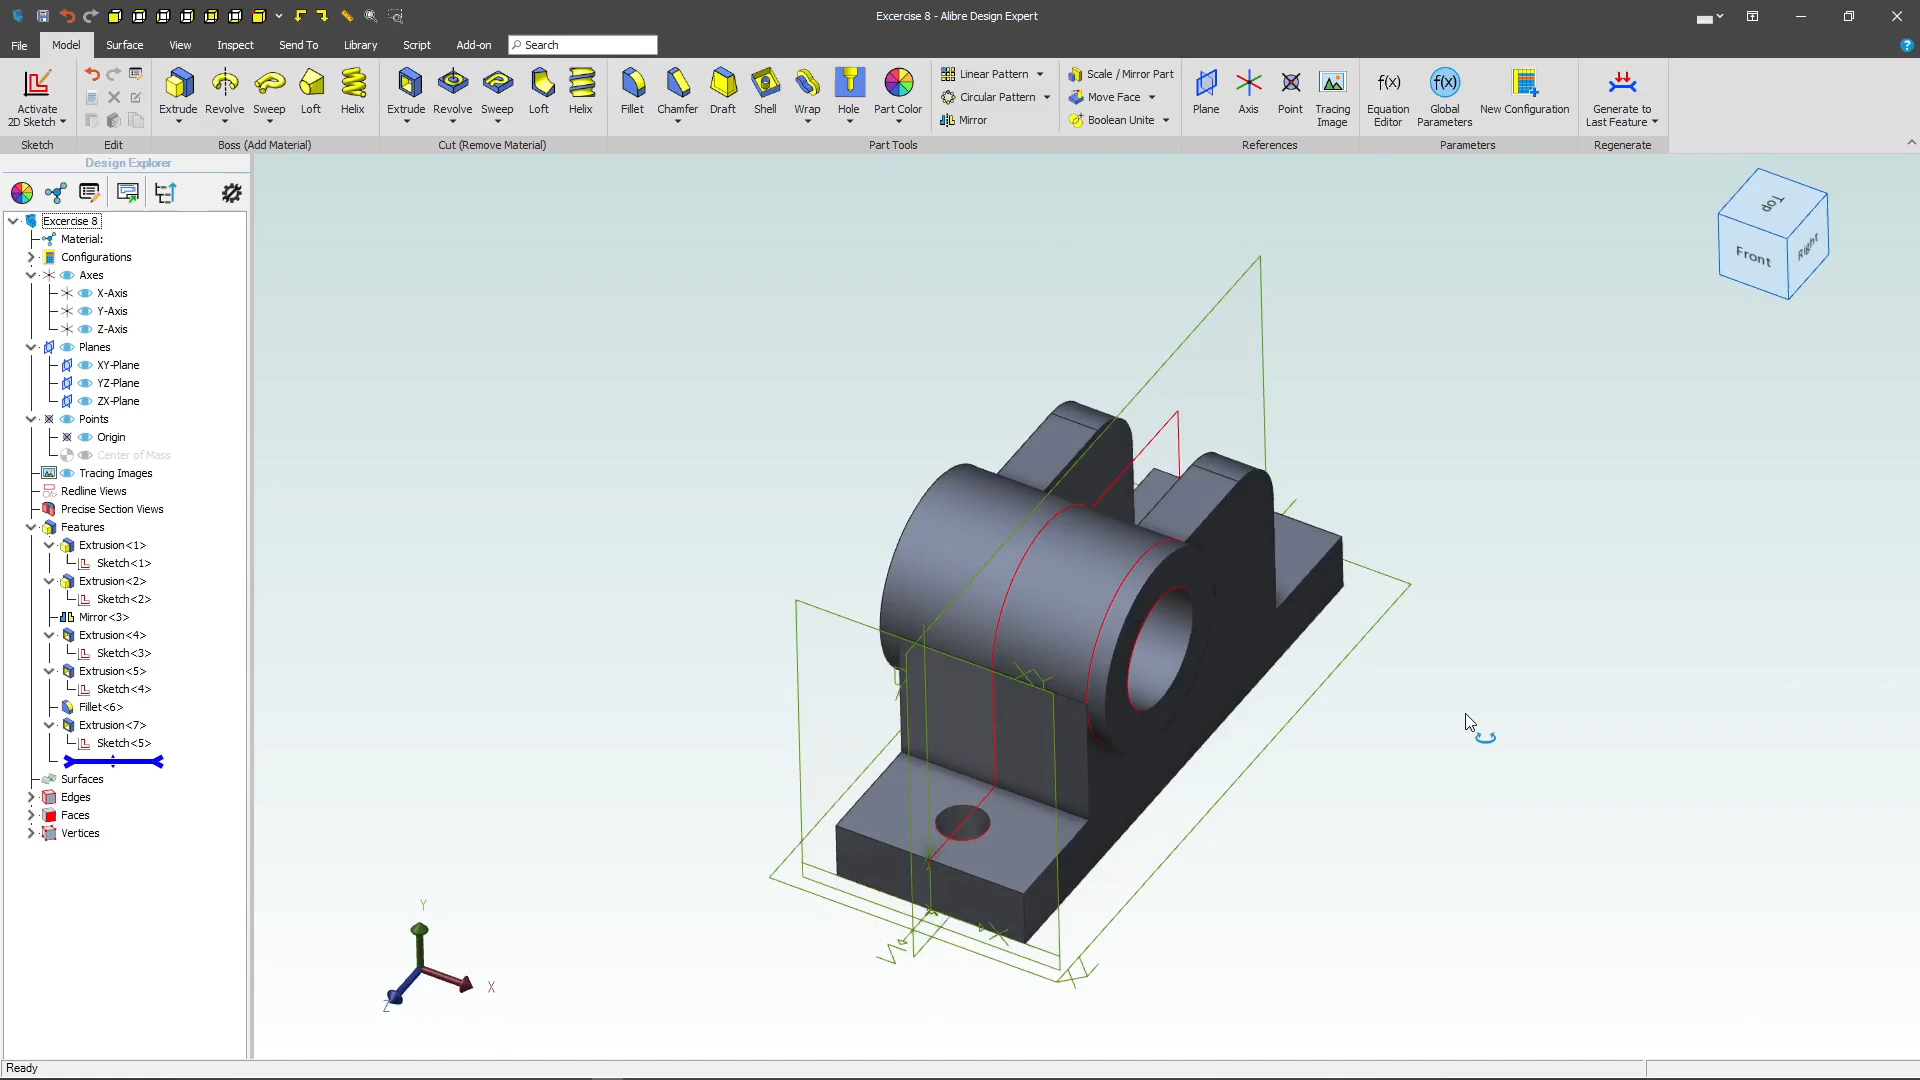 Excercise 8 - Alibre Design Expert
File
Model
Surface
View
Inspect
Send To
Library
Script
Add-on
Search
Activate
2D Sketch
Sketch
Edit
Extrude
Revolve
Sweep
Loft
Helix
Boss (Add Material)
Extrude
Revolve
Sweep
Loft
Helix
Cut (Remove Material)
Fillet
Chamfer
Draft
Shell
Wrap
Hole
Part Color
Linear Pattern
Circular Pattern
Mirror
Scale / Mirror Part
Move Face
Boolean Unite
Part Tools
Plane
Axis
Point
Tracing
Image
References
f(x)
Equation
Editor
f(x)
Global
Parameters
New Configuration
Parameters
Generate to
Last Feature
Regenerate
Design Explorer
Excercise 8
Material:
Configurations
Axes
X-Axis
Y-Axis
Z-Axis
Planes
XY-Plane
YZ-Plane
ZX-Plane
Points
Origin
Center of Mass
Tracing Images
Redline Views
Precise Section Views
Features
Extrusion<1>
Sketch<1>
Extrusion<2>
Sketch<2>
Mirror<3>
Extrusion<4>
Sketch<3>
Extrusion<5>
Sketch<4>
Fillet<6>
Extrusion<7>
Sketch<5>
Surfaces
Edges
Faces
Vertices
Top
Front
Right
Y
X
Z
Ready